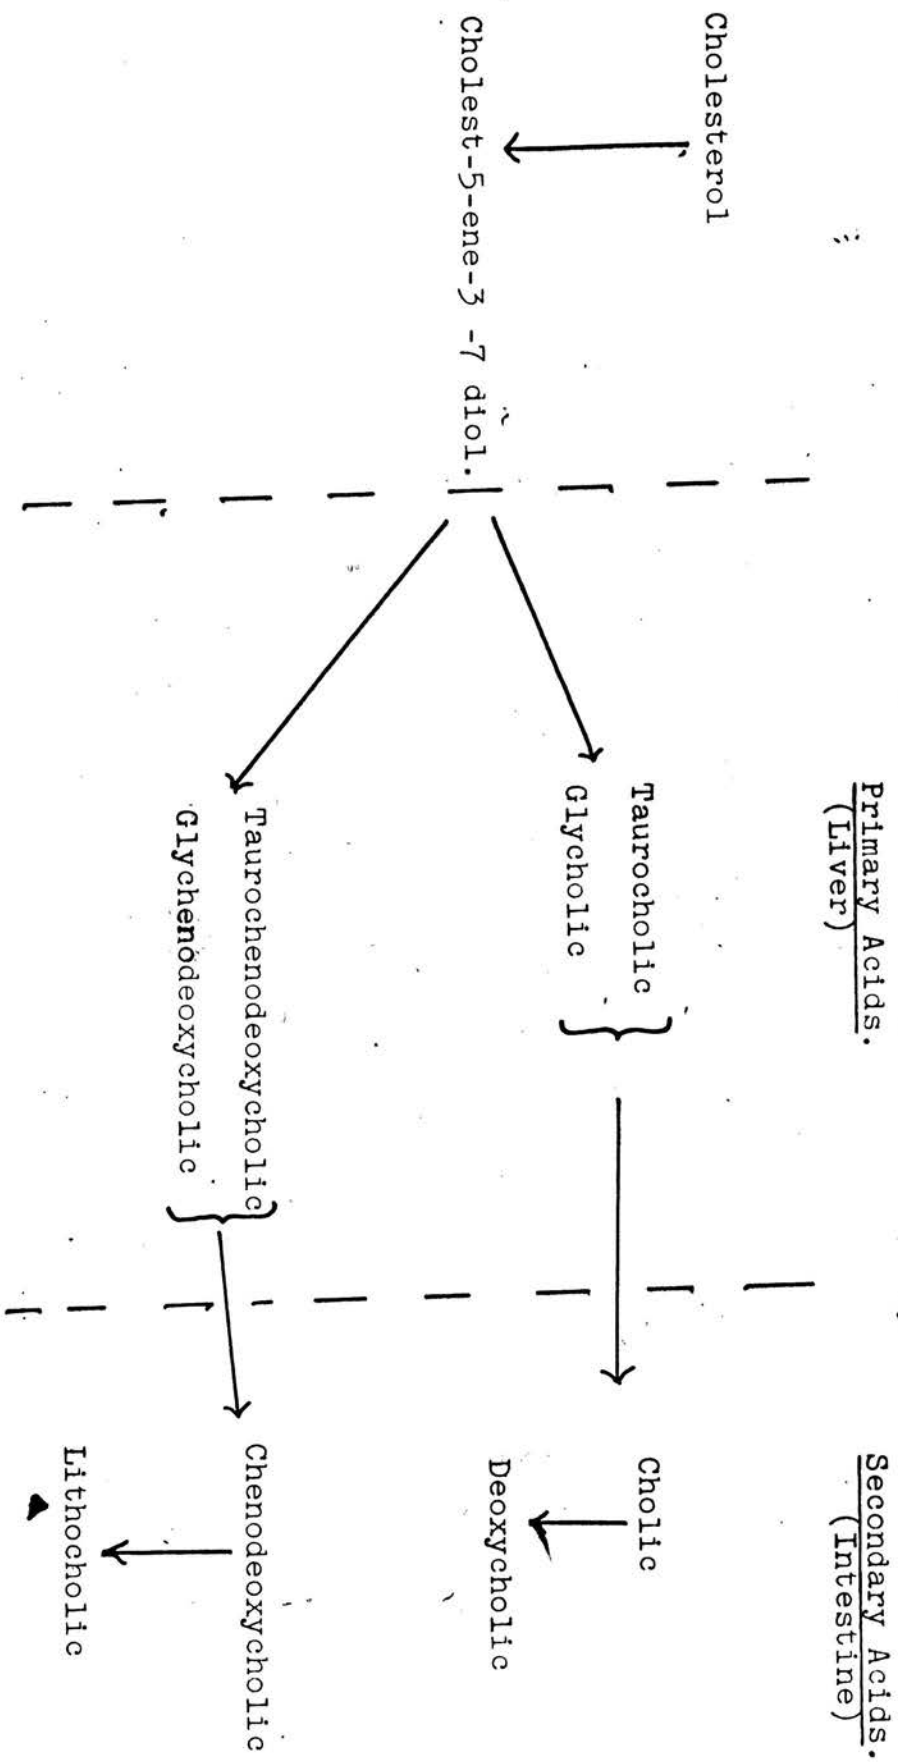 Primary Acids.
(Liver)
Secondary Acids.
(Intestine)
Cholesterol
Cholest-5-ene-3 -7 diol.
Taurocholic
Glycholic
Taurochenodeoxycholic
Glychenodeoxycholic
Cholic
Deoxycholic
Chenodeoxycholic
Lithocholic